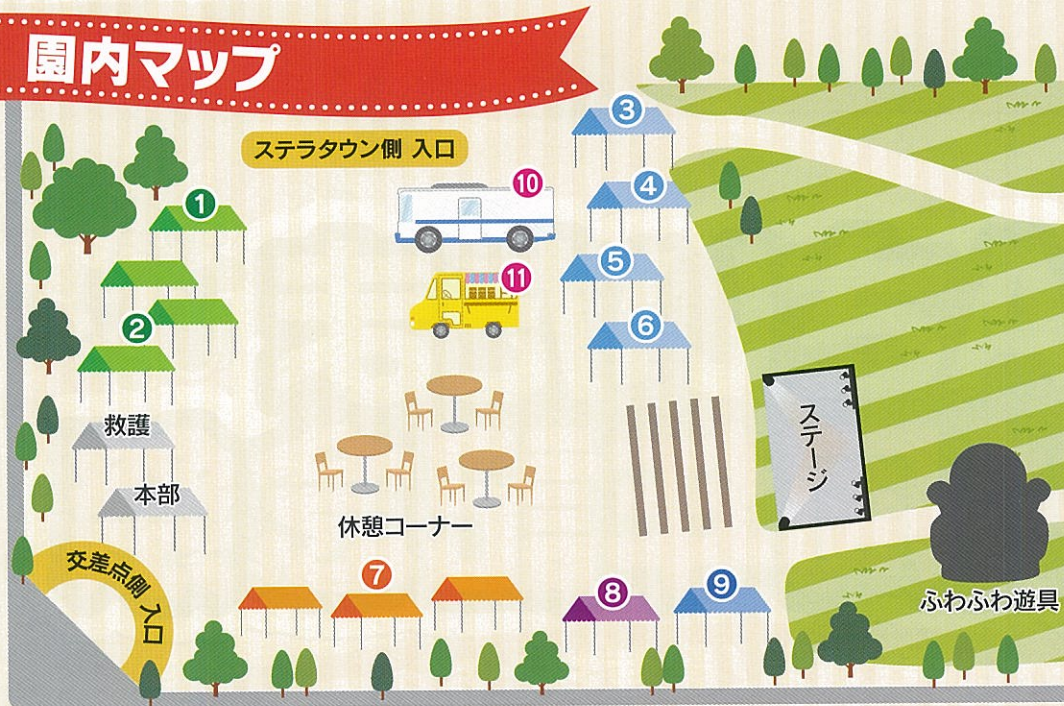 園内マップ
ステラタウン側 入口
③
④
⑩
①
⑤
⑪
②
⑥
救護
ステージ
本部
休憩コーナー
交差点側 入口
⑦
⑧
⑨
ふわふわ遊具